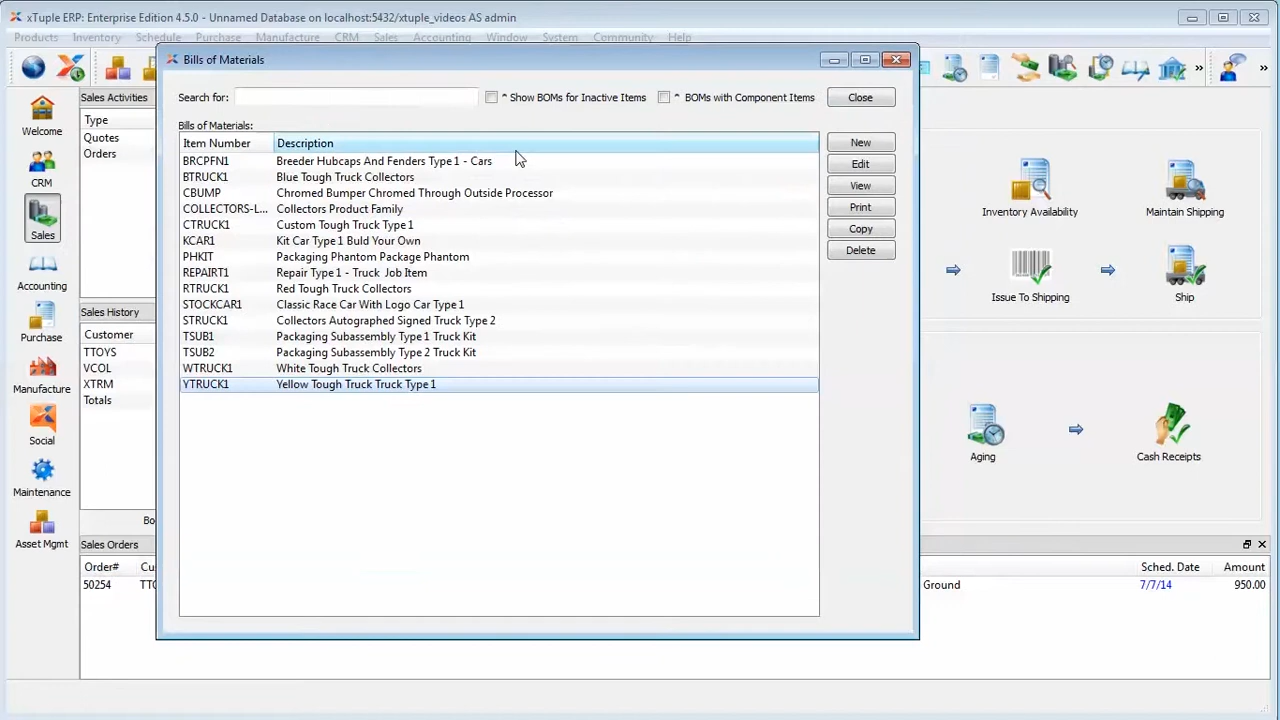 xTuple ERP: Enterprise Edition 4.5.0 - Unnamed Database on localhost:5432/xtuple_videos AS admin
Products Inventory Schedule Purchase Manufacture CRM Sales Accounting Window System Community Help
Bills of Materials
Search for: ^ Show BOMs for Inactive Items ^ BOMs with Component Items Close
Bills of Materials:
Item Number Description
BRCPFN1 Breeder Hubcaps And Fenders Type 1 - Cars
BTRUCK1 Blue Tough Truck Collectors
CBUMP Chromed Bumper Chromed Through Outside Processor
COLLECTORS-L... Collectors Product Family
CTRUCK1 Custom Tough Truck Type 1
KCAR1 Kit Car Type 1 Buld Your Own
PHKIT Packaging Phantom Package Phantom
REPAIRT1 Repair Type 1 - Truck Job Item
RTRUCK1 Red Tough Truck Collectors
STOCKCAR1 Classic Race Car With Logo Car Type 1
STRUCK1 Collectors Autographed Signed Truck Type 2
TSUB1 Packaging Subassembly Type 1 Truck Kit
TSUB2 Packaging Subassembly Type 2 Truck Kit
WTRUCK1 White Tough Truck Collectors
YTRUCK1 Yellow Tough Truck Truck Type 1
New
Edit
View
Print
Copy
Delete
Welcome
CRM
Sales
Accounting
Purchase
Manufacture
Social
Maintenance
Asset Mgmt
Sales Activities
Type
Quotes
Orders
Sales History
Customer
TTOYS
VCOL
XTRM
Totals
Bo
Inventory Availability Maintain Shipping
Issue To Shipping Ship
Aging Cash Receipts
Sales Orders
Order# Cu Sched. Date Amount
50254 TTO Ground 7/7/14 950.00